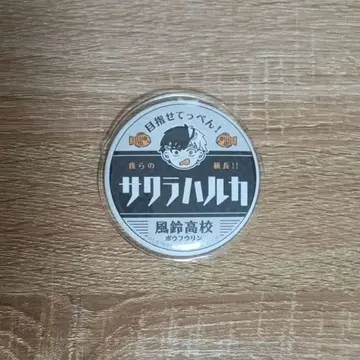 目指せてっぺん!
我らの 級長!!
サクラハルカ
風鈴高校
ボウフウリン